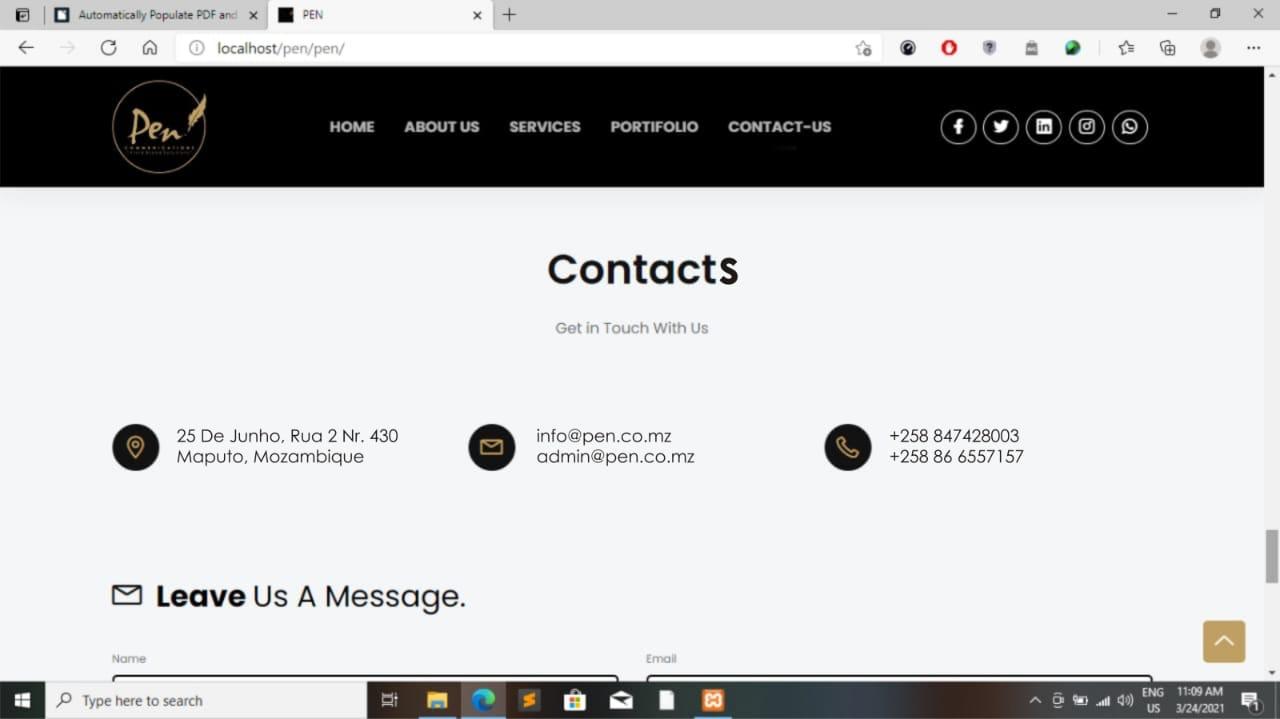 Automatically Populate PDF and
PEN
localhost/pen/pen/
Pen
COMMUNICATIONS
HOME
ABOUT US
SERVICES
PORTIFOLIO
CONTACT-US
Contacts
Get in Touch With Us
25 De Junho, Rua 2 Nr. 430
Maputo, Mozambique
info@pen.co.mz
admin@pen.co.mz
+258 847428003
+258 86 6557157
Leave Us A Message.
Name
Email
Type here to search
ENG
US
11:09 AM
3/24/2021
1